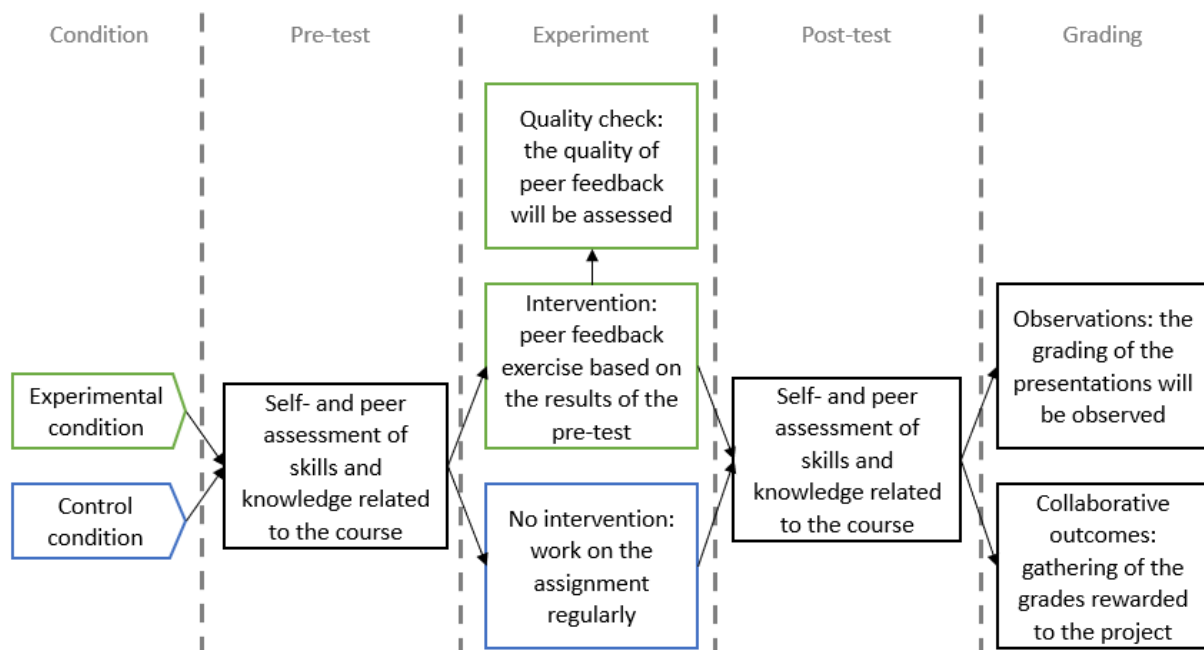 Condition
Pre-test
Experiment
Post-test
Grading
Experimental
condition
Control
condition
Self- and peer
assessment of
skills and
knowledge related
to the course
Quality check:
the quality of
peer feedback
will be assessed
Intervention:
peer feedback
exercise based on
the results of the
pre-test
No intervention:
work on the
assignment
regularly
Self- and peer
assessment of
skills and
knowledge related
to the course
Observations: the
grading of the
presentations will
be observed
Collaborative
outcomes:
gathering of the
grades rewarded
to the project